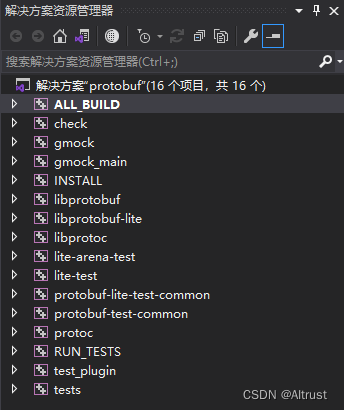 解决方案资源管理器
搜索解决方案资源管理器(Ctrl+;)
解决方案"protobuf"(16 个项目，共 16 个)
ALL_BUILD
check
gmock
gmock_main
INSTALL
libprotobuf
libprotobuf-lite
libprotoc
lite-arena-test
lite-test
protobuf-lite-test-common
protobuf-test-common
protoc
RUN_TESTS
test_plugin
tests
CSDN @Altrust